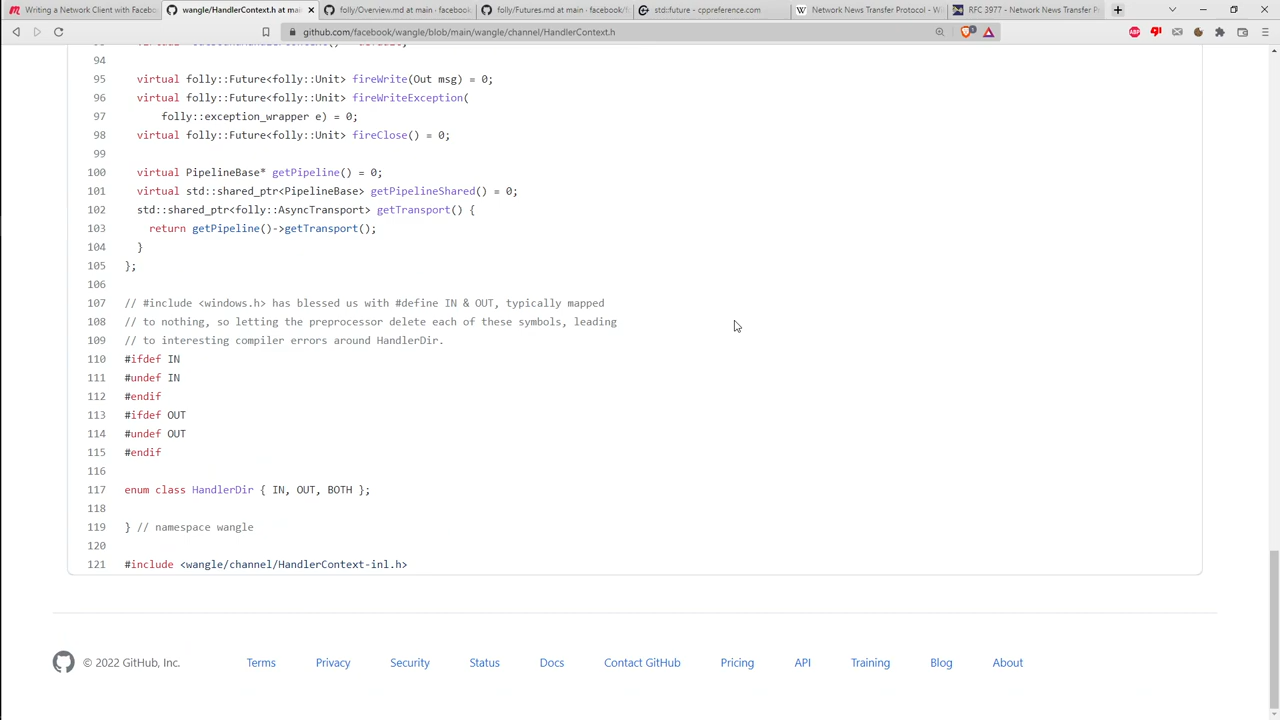 Writing a Network Client with Faceb
wangle/HandlerContext.h at mai
folly/Overview.md at main · facebook
folly/Futures.md at main · facebook/f
std::future - cppreference.com
Network News Transfer Protocol - Wi
RFC 3977 - Network News Transfer Pr
github.com/facebook/wangle/blob/main/wangle/channel/HandlerContext.h
94
95 virtual folly::Future<folly::Unit> fireWrite(Out msg) = 0;
96 virtual folly::Future<folly::Unit> fireWriteException(
97 folly::exception_wrapper e) = 0;
98 virtual folly::Future<folly::Unit> fireClose() = 0;
99
100 virtual PipelineBase* getPipeline() = 0;
101 virtual std::shared_ptr<PipelineBase> getPipelineShared() = 0;
102 std::shared_ptr<folly::AsyncTransport> getTransport() {
103 return getPipeline()->getTransport();
104 }
105 };
106
107 // #include <windows.h> has blessed us with #define IN & OUT, typically mapped
108 // to nothing, so letting the preprocessor delete each of these symbols, leading
109 // to interesting compiler errors around HandlerDir.
110 #ifdef IN
111 #undef IN
112 #endif
113 #ifdef OUT
114 #undef OUT
115 #endif
116
117 enum class HandlerDir { IN, OUT, BOTH };
118
119 } // namespace wangle
120
121 #include <wangle/channel/HandlerContext-inl.h>
© 2022 GitHub, Inc.
Terms
Privacy
Security
Status
Docs
Contact GitHub
Pricing
API
Training
Blog
About